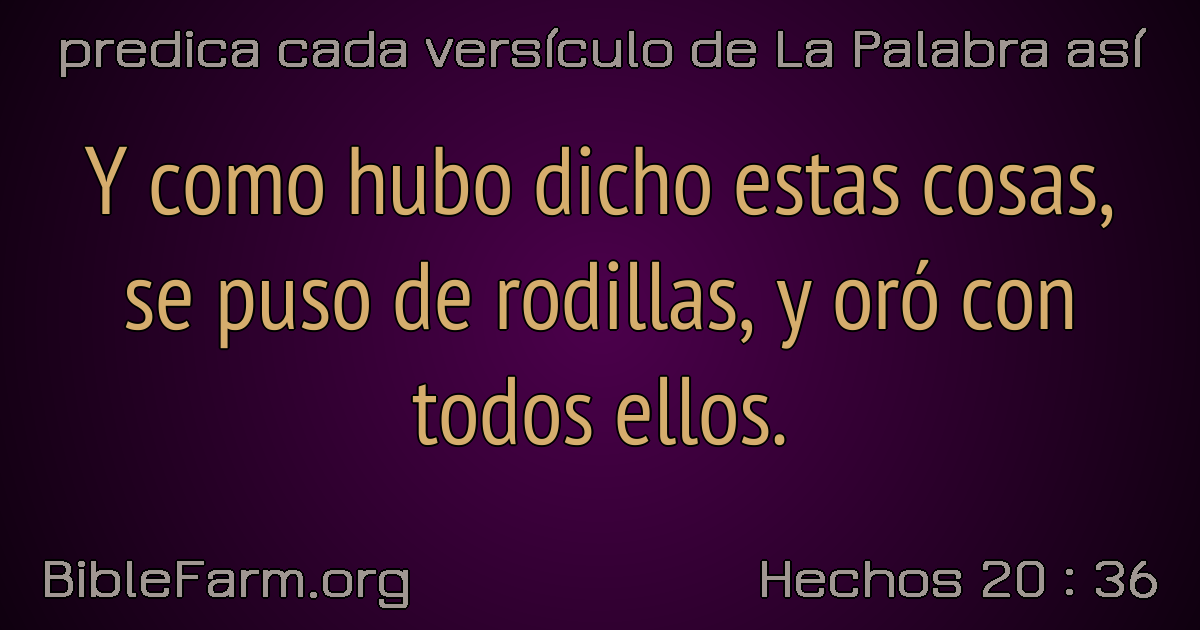 predica cada versículo de La Palabra así
Y como hubo dicho estas cosas,
se puso de rodillas, y oró con
todos ellos.
BibleFarm.org
Hechos 20 : 36